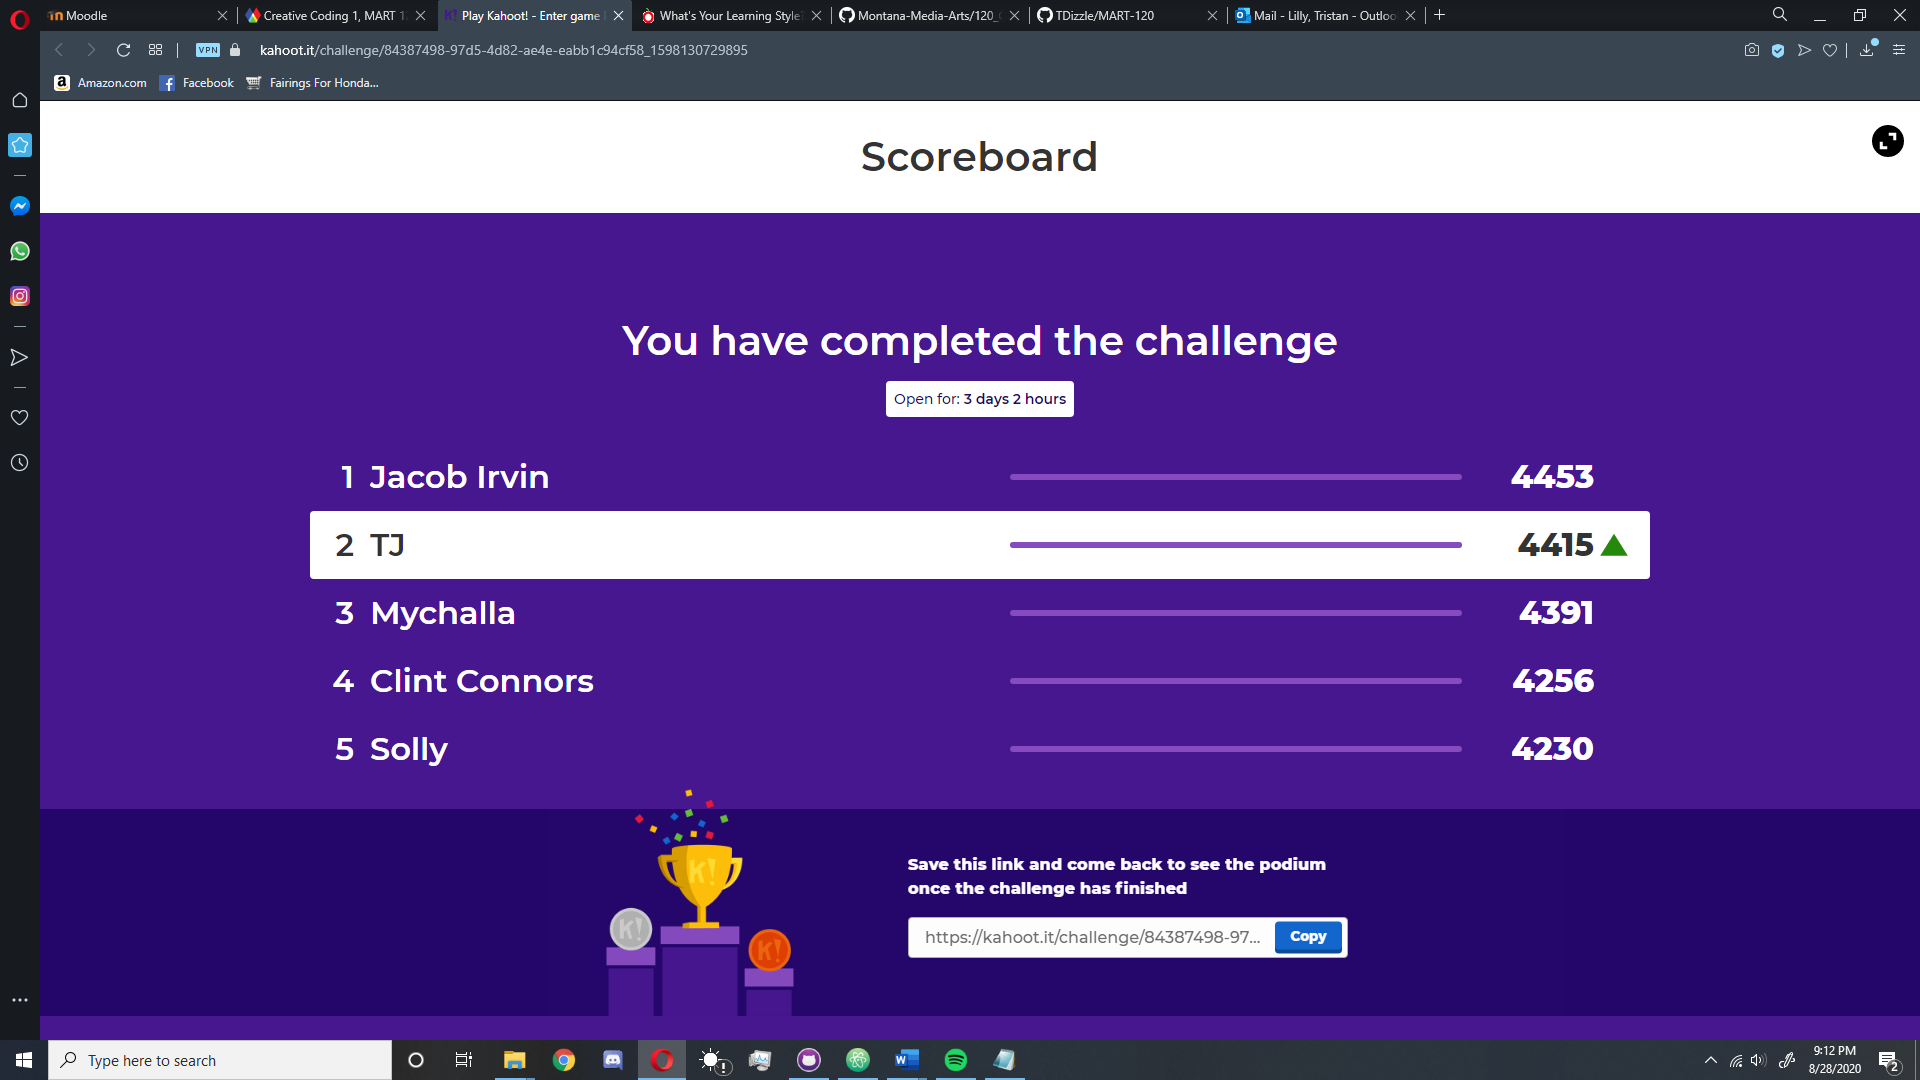 Moodle
Creative Coding 1, MART 1
Play Kahoot! - Enter game
What's Your Learning Style
Montana-Media-Arts/120_
TDizzle/MART-120
Mail - Lilly, Tristan - Outloo
VPN
kahoot.it/challenge/84387498-97d5-4d82-ae4e-eabb1c94cf58_1598130729895
Amazon.com
Facebook
Fairings For Honda...
Scoreboard
You have completed the challenge
Open for: 3 days 2 hours
1 Jacob Irvin 4453
2 TJ 4415
3 Mychalla 4391
4 Clint Connors 4256
5 Solly 4230
K!
K!
K!
Save this link and come back to see the podium
once the challenge has finished
https://kahoot.it/challenge/84387498-97...
Copy
Type here to search
9:12 PM
8/28/2020
2